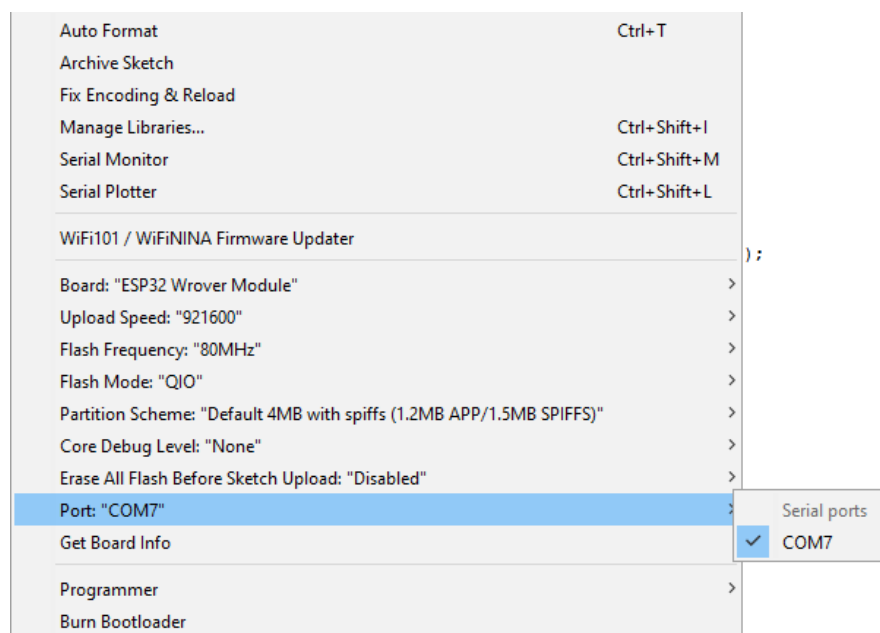 Auto Format Ctrl+T
Archive Sketch
Fix Encoding & Reload
Manage Libraries... Ctrl+Shift+I
Serial Monitor Ctrl+Shift+M
Serial Plotter Ctrl+Shift+L
WiFi101 / WiFiNINA Firmware Updater
);
Board: "ESP32 Wrover Module"
Upload Speed: "921600"
Flash Frequency: "80MHz"
Flash Mode: "QIO"
Partition Scheme: "Default 4MB with spiffs (1.2MB APP/1.5MB SPIFFS)"
Core Debug Level: "None"
Erase All Flash Before Sketch Upload: "Disabled"
Port: "COM7"
Serial ports
COM7
Get Board Info
Programmer
Burn Bootloader